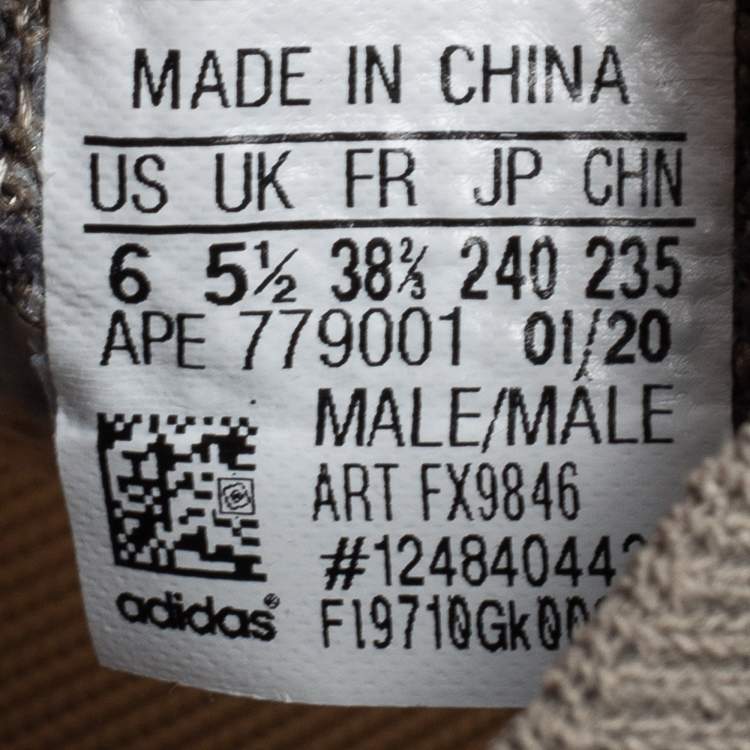 MADE IN CHINA
US UK FR JP CHN
6 5½ 38⅔ 240 235
APE 779001 01/20
MALE/MÂLE
ART FX9846
adidas®